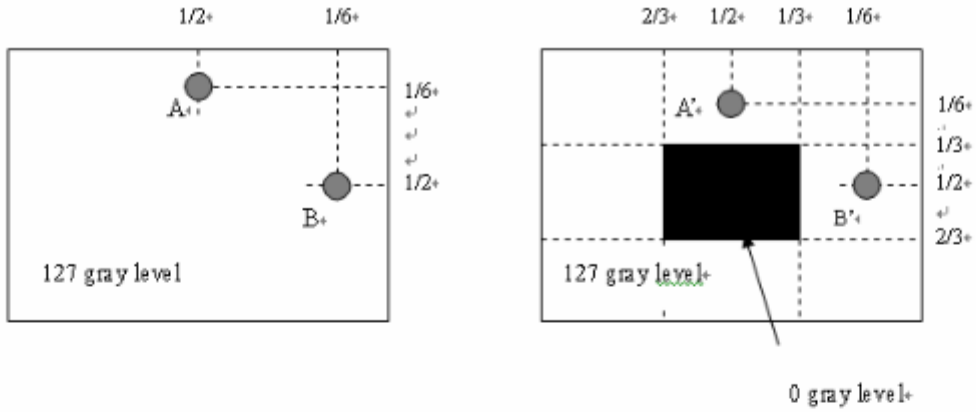 1/2 1/6
1/6
A
1/2
B
127 gray level
2/3 1/2 1/3 1/6
A' 1/6
1/3
1/2
B'
2/3
127 gray level
0 gray level